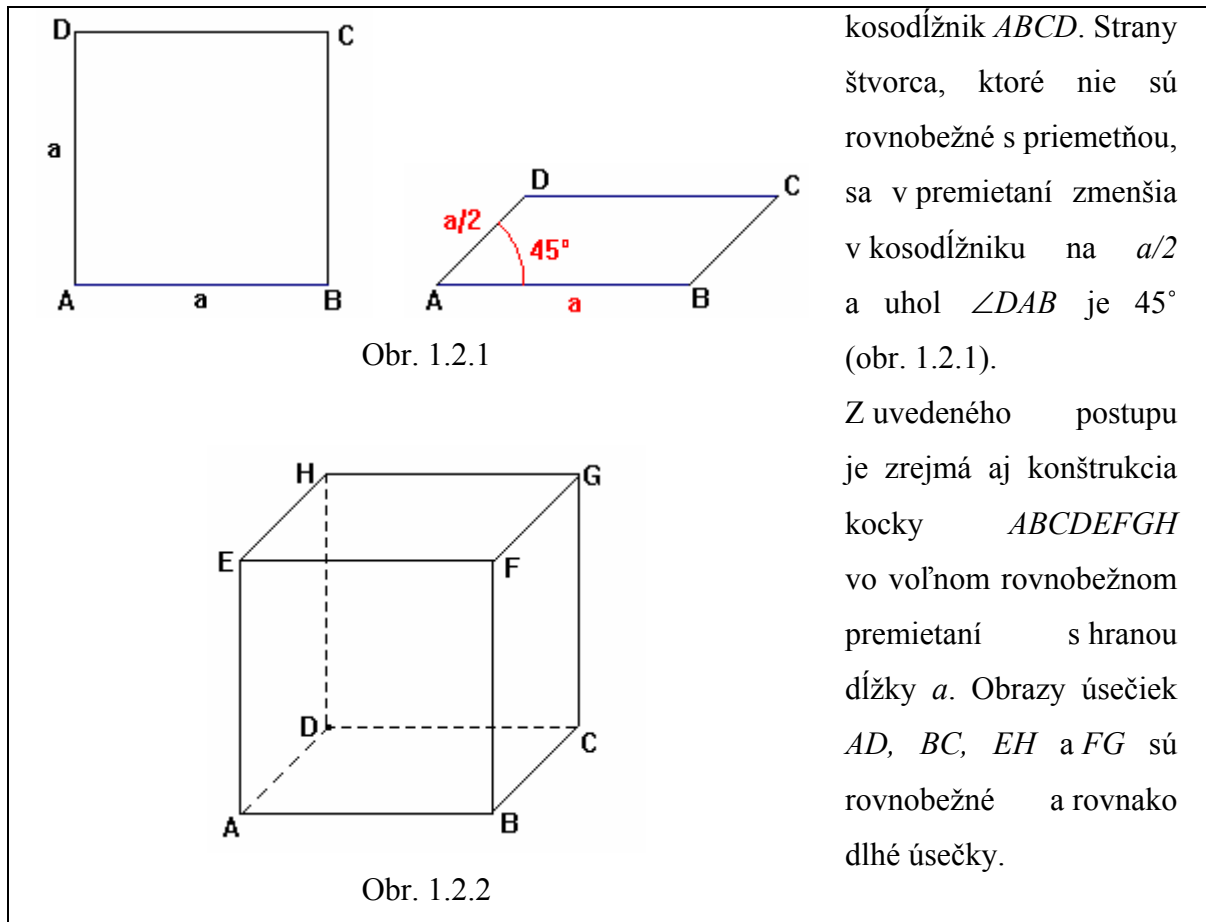 D
C
a
A
a
B
D
C
a/2
45°
A
a
B
Obr. 1.2.1
H
G
E
F
D
C
A
B
Obr. 1.2.2
kosodĺžnik ABCD. Strany
štvorca, ktoré nie sú
rovnobežné s priemetňou,
sa v premietaní zmenšia
v kosodĺžniku na a/2
a uhol ∠DAB je 45˚
(obr. 1.2.1).
Z uvedeného postupu
je zrejmá aj konštrukcia
kocky ABCDEFGH
vo voľnom rovnobežnom
premietaní s hranou
dĺžky a. Obrazy úsečiek
AD, BC, EH a FG sú
rovnobežné a rovnako
dlhé úsečky.